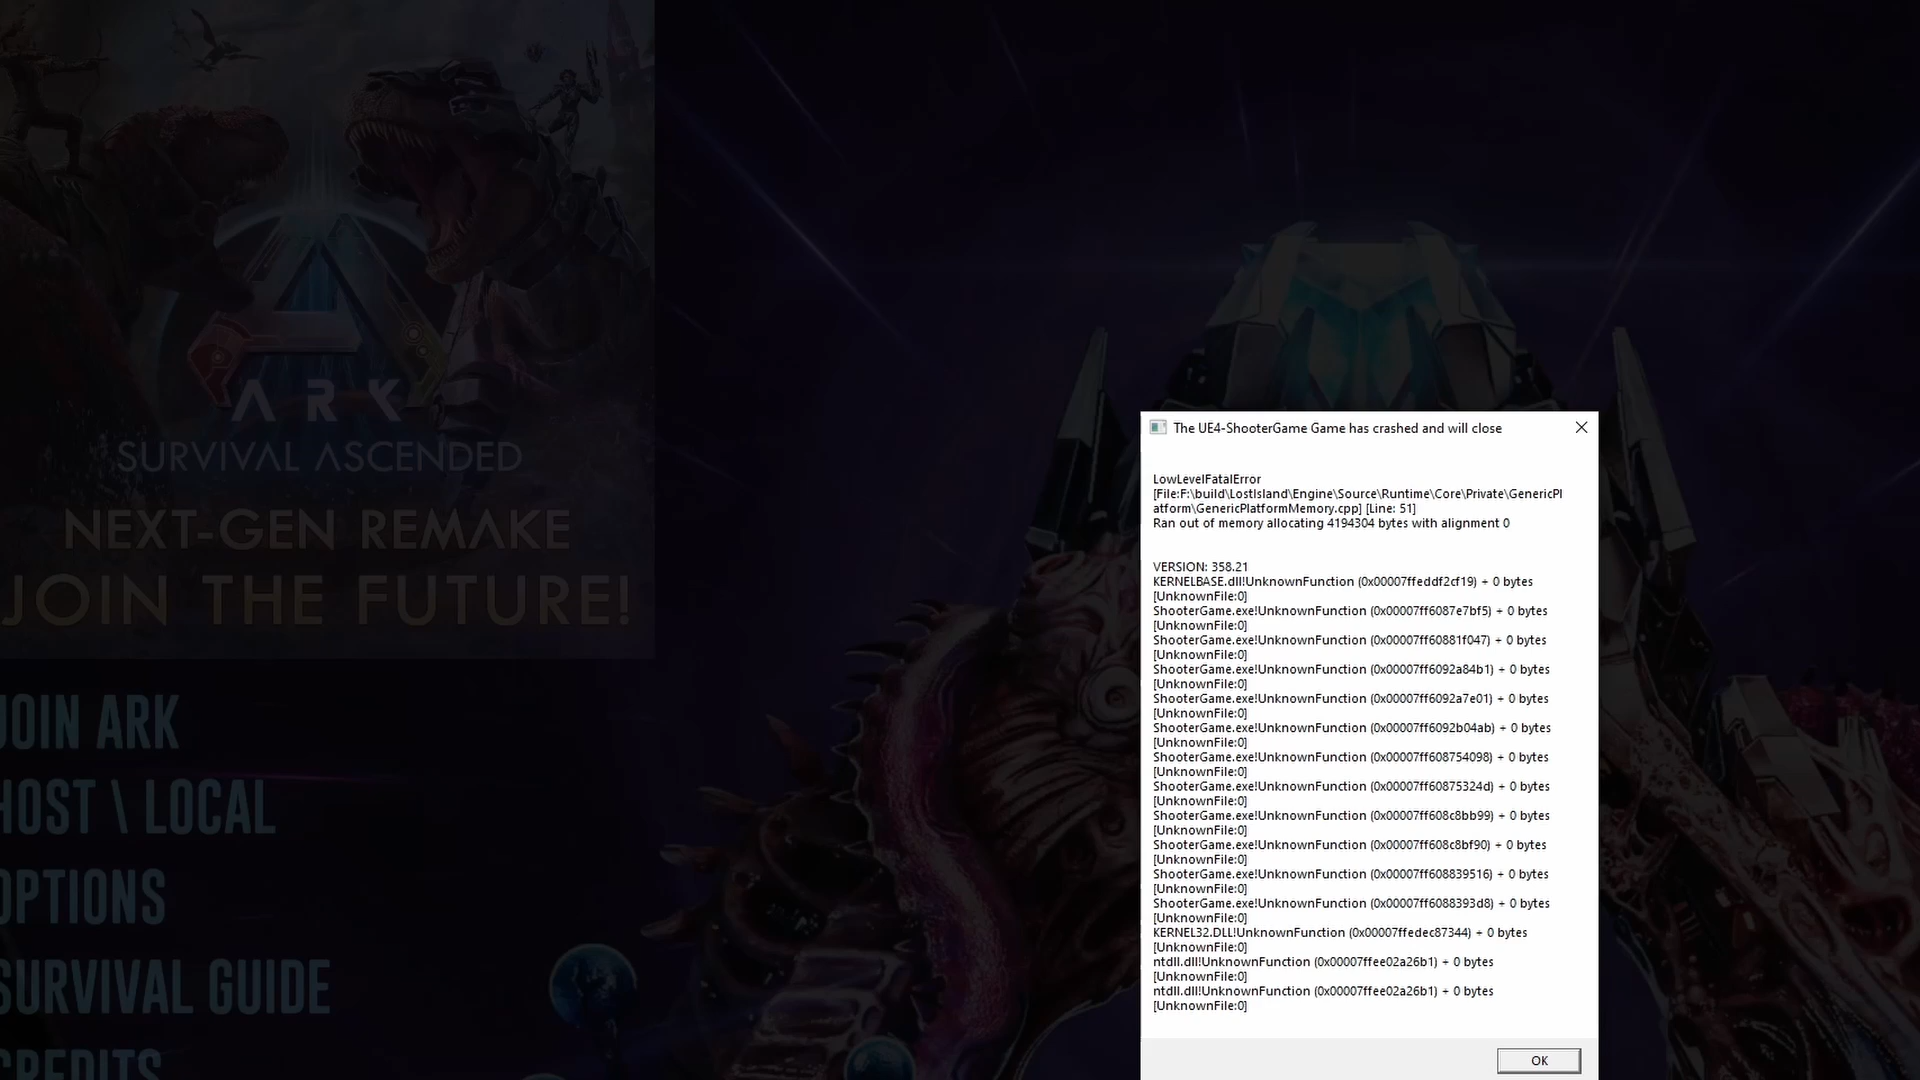 ARK
SURVIVAL ASCENDED
NEXT-GEN REMAKE
JOIN THE FUTURE!
JOIN ARK
HOST \ LOCAL
OPTIONS
SURVIVAL GUIDE
CREDITS
The UE4-ShooterGame Game has crashed and will close
LowLevelFatalError
[File:F:\build\LostIsland\Engine\Source\Runtime\Core\Private\GenericPl
atform\GenericPlatformMemory.cpp] [Line: 51]
Ran out of memory allocating 4194304 bytes with alignment 0
VERSION: 358.21
KERNELBASE.dll!UnknownFunction (0x00007ffeddf2cf19) + 0 bytes
[UnknownFile:0]
ShooterGame.exe!UnknownFunction (0x00007ff6087e7bf5) + 0 bytes
[UnknownFile:0]
ShooterGame.exe!UnknownFunction (0x00007ff60881f047) + 0 bytes
[UnknownFile:0]
ShooterGame.exe!UnknownFunction (0x00007ff6092a84b1) + 0 bytes
[UnknownFile:0]
ShooterGame.exe!UnknownFunction (0x00007ff6092a7e01) + 0 bytes
[UnknownFile:0]
ShooterGame.exe!UnknownFunction (0x00007ff6092b04ab) + 0 bytes
[UnknownFile:0]
ShooterGame.exe!UnknownFunction (0x00007ff608754098) + 0 bytes
[UnknownFile:0]
ShooterGame.exe!UnknownFunction (0x00007ff60875324d) + 0 bytes
[UnknownFile:0]
ShooterGame.exe!UnknownFunction (0x00007ff608c8bb99) + 0 bytes
[UnknownFile:0]
ShooterGame.exe!UnknownFunction (0x00007ff608c8bf90) + 0 bytes
[UnknownFile:0]
ShooterGame.exe!UnknownFunction (0x00007ff608839516) + 0 bytes
[UnknownFile:0]
ShooterGame.exe!UnknownFunction (0x00007ff6088393d8) + 0 bytes
[UnknownFile:0]
KERNEL32.DLL!UnknownFunction (0x00007ffedec87344) + 0 bytes
[UnknownFile:0]
ntdll.dll!UnknownFunction (0x00007ffee02a26b1) + 0 bytes
[UnknownFile:0]
ntdll.dll!UnknownFunction (0x00007ffee02a26b1) + 0 bytes
[UnknownFile:0]
OK